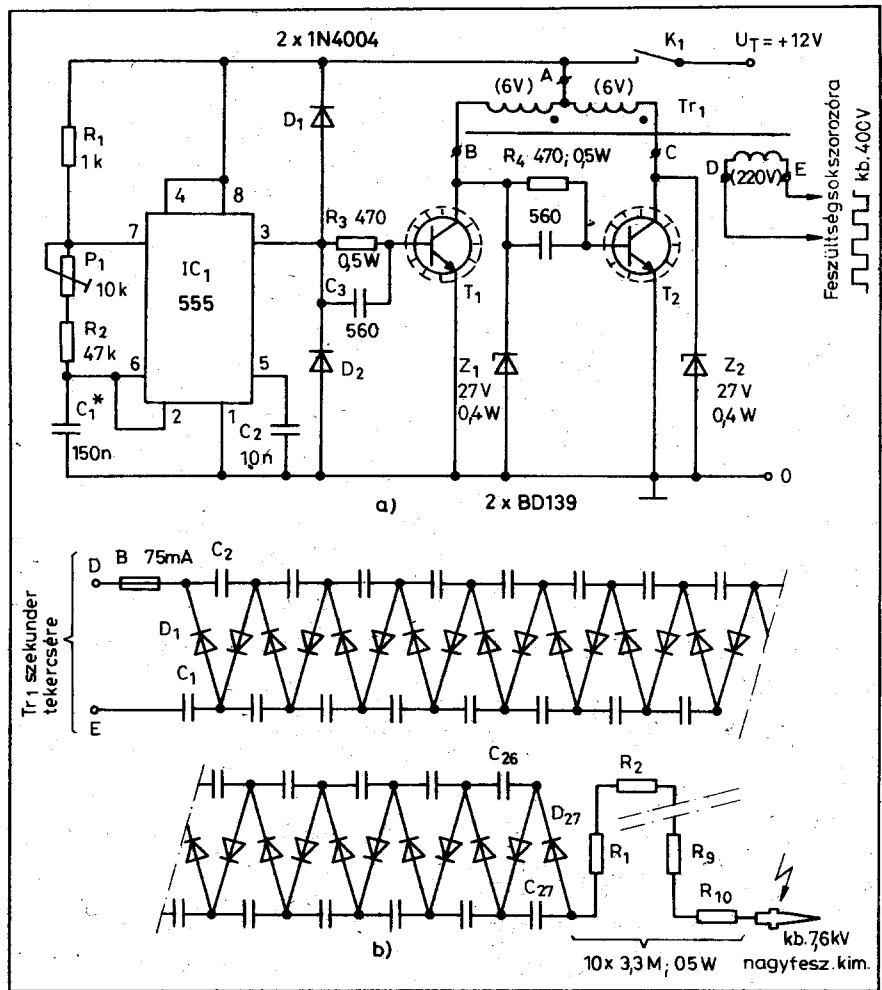 2 x 1N4004
K1
UT = +12V
A
(6V)
(6V)
Tr1
R1
1k
D1
B
R4 470; 0,5W
C
D
(220V)
E
Feszültségsokszorozóra
kb. 400V
4
8
7
3
R3 470
0,5W
560
P1
10k
IC1
555
C3
560
T1
T2
R2
47k
6
5
D2
Z1
27V
0,4W
Z2
27V
0,4W
C1*
150n
2
1
C2
10n
0
a)
2 x BD139
Tr1 szekunder
tekercsére
D
B 75mA
C2
D1
C1
E
C26
R2
D27
R1
R9
C27
R10
kb. 7,6kV
b)
10x 3,3M; 05W
nagyfesz. kim.